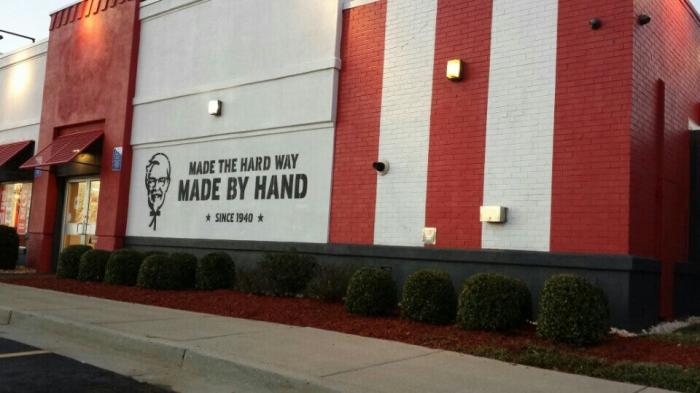 MADE THE HARD WAY
MADE BY HAND
★ SINCE 1940 ★